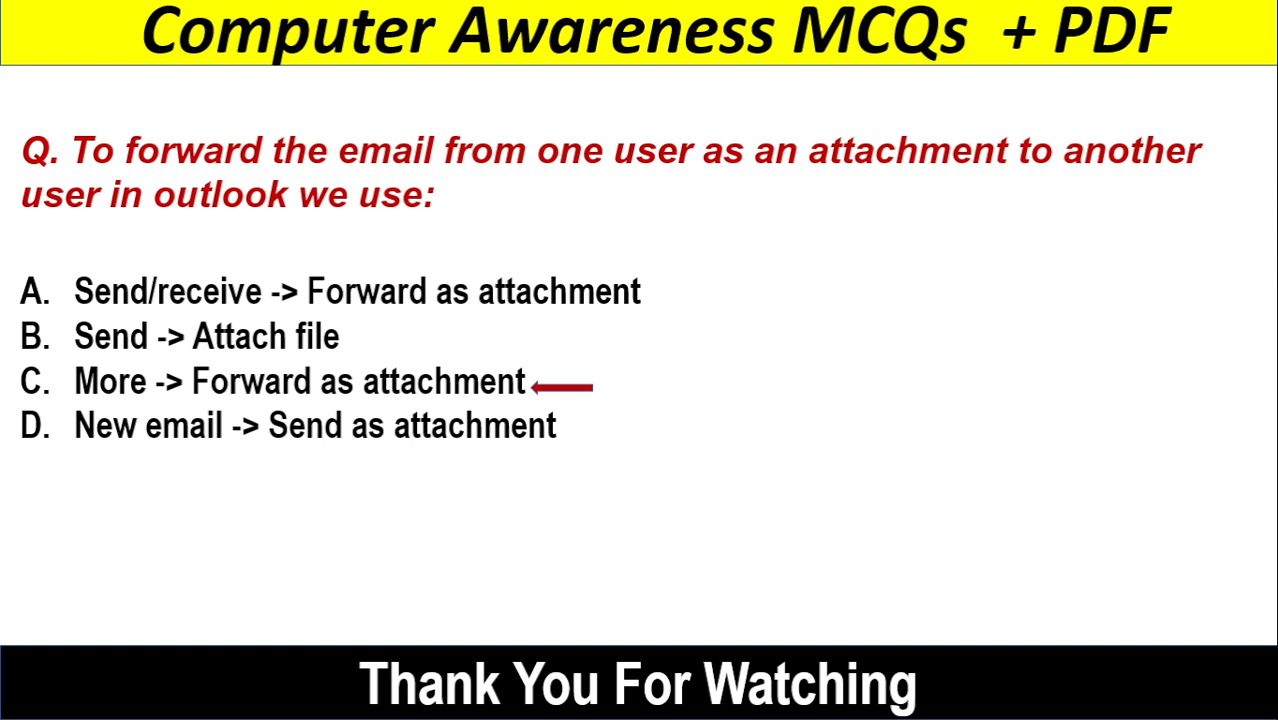 Computer Awareness MCQs + PDF
Q. To forward the email from one user as an attachment to another
user in outlook we use:
A. Send/receive -> Forward as attachment
B. Send -> Attach file
C. More -> Forward as attachment
D. New email -> Send as attachment
Thank You For Watching